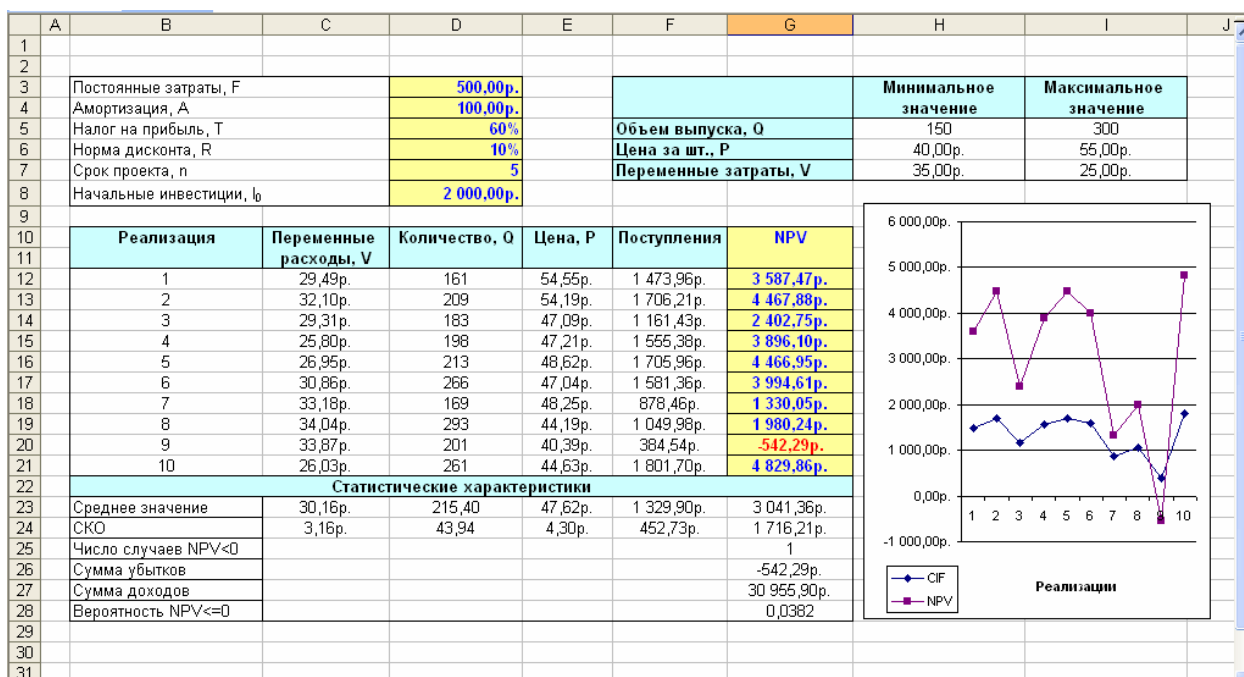 A B C D E F G H I J
1
2
3 Постоянные затраты, F 500,00р. Минимальное Максимальное
4 Амортизация, A 100,00р. значение значение
5 Налог на прибыль, T 60% Объем выпуска, Q 150 300
6 Норма дисконта, R 10% Цена за шт., P 40,00р. 55,00р.
7 Срок проекта, n 5 Переменные затраты, V 35,00р. 25,00р.
8 Начальные инвестиции, I0 2 000,00р.
9
10 Реализация Переменные Количество, Q Цена, P Поступления NPV
11 расходы, V
12 1 29,49р. 161 54,55р. 1 473,96р. 3 587,47р.
13 2 32,10р. 209 54,19р. 1 706,21р. 4 467,88р.
14 3 29,31р. 183 47,09р. 1 161,43р. 2 402,75р.
15 4 25,80р. 198 47,21р. 1 555,38р. 3 896,10р.
16 5 26,95р. 213 48,62р. 1 705,96р. 4 466,95р.
17 6 30,86р. 266 47,04р. 1 581,36р. 3 994,61р.
18 7 33,18р. 169 48,25р. 878,46р. 1 330,05р.
19 8 34,04р. 293 44,19р. 1 049,98р. 1 980,24р.
20 9 33,87р. 201 40,39р. 384,54р. -542,29р.
21 10 26,03р. 261 44,63р. 1 801,70р. 4 829,86р.
22 Статистические характеристики
23 Среднее значение 30,16р. 215,40 47,62р. 1 329,90р. 3 041,36р.
24 СКО 3,16р. 43,94 4,30р. 452,73р. 1 716,21р.
25 Число случаев NPV<0 1
26 Сумма убытков -542,29р.
27 Сумма доходов 30 955,90р.
28 Вероятность NPV<=0 0,0382
29
30
31
6 000,00р.
5 000,00р.
4 000,00р.
3 000,00р.
2 000,00р.
1 000,00р.
0,00р.
1 2 3 4 5 6 7 8 9 10
-1 000,00р.
CIF
NPV
Реализации